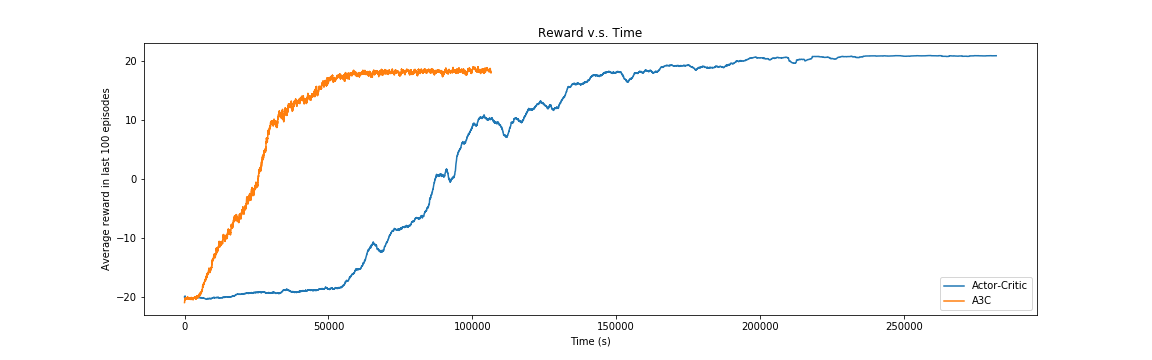 Reward v.s. Time
Average reward in last 100 episodes
20
10
0
−10
−20
0
50000
100000
150000
200000
250000
Time (s)
Actor-Critic
A3C